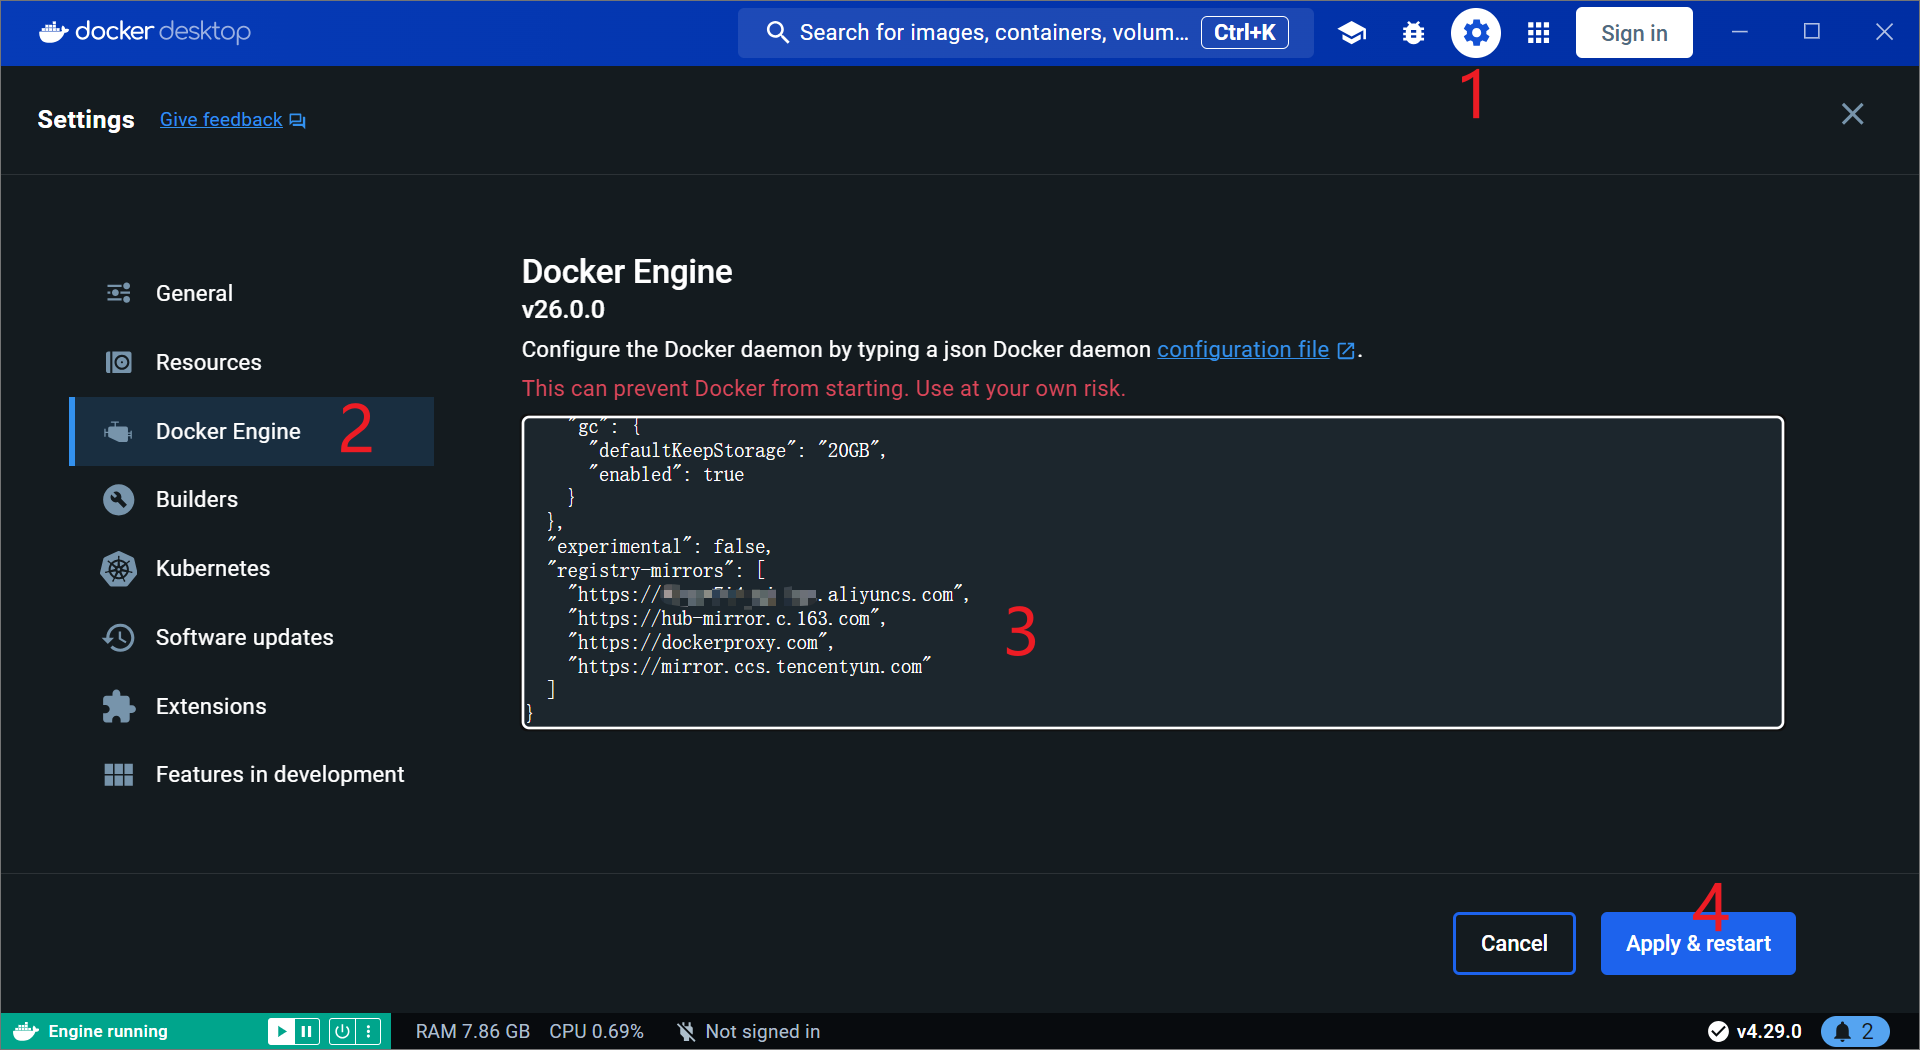 docker desktop
Search for images, containers, volum... Ctrl+K
Sign in
1
Settings
Give feedback
General
Resources
Docker Engine 2
Builders
Kubernetes
Software updates
Extensions
Features in development
Docker Engine
v26.0.0
Configure the Docker daemon by typing a json Docker daemon configuration file.
This can prevent Docker from starting. Use at your own risk.
"gc": {
"defaultKeepStorage": "20GB",
"enabled": true
}
},
"experimental": false,
"registry-mirrors": [
"https://.aliyuncs.com",
"https://hub-mirror.c.163.com",
"https://dockerproxy.com",
"https://mirror.ccs.tencentyun.com"
]
}
3
4
Cancel
Apply & restart
Engine running
RAM 7.86 GB CPU 0.69% Not signed in
v4.29.0
2